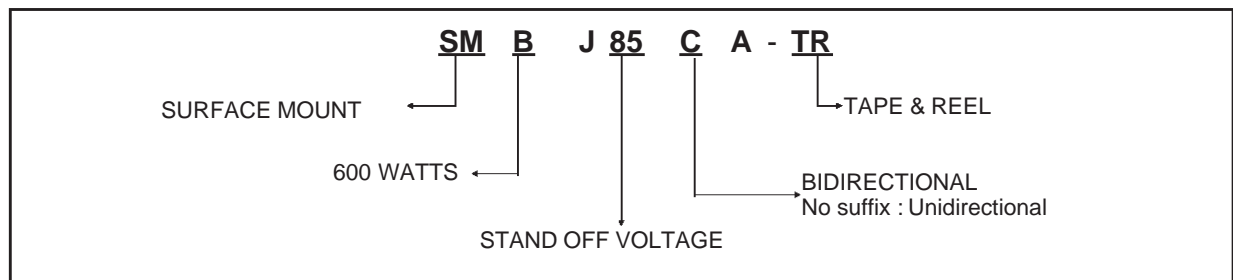 SM B J 85 C A - TR
SURFACE MOUNT
TAPE & REEL
600 WATTS
BIDIRECTIONAL
No suffix : Unidirectional
STAND OFF VOLTAGE